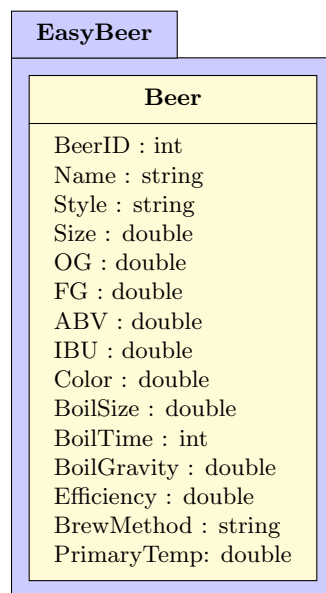 EasyBeer
Beer
BeerID : int
Name : string
Style : string
Size : double
OG : double
FG : double
ABV : double
IBU : double
Color : double
BoilSize : double
BoilTime : int
BoilGravity : double
Efficiency : double
BrewMethod : string
PrimaryTemp: double